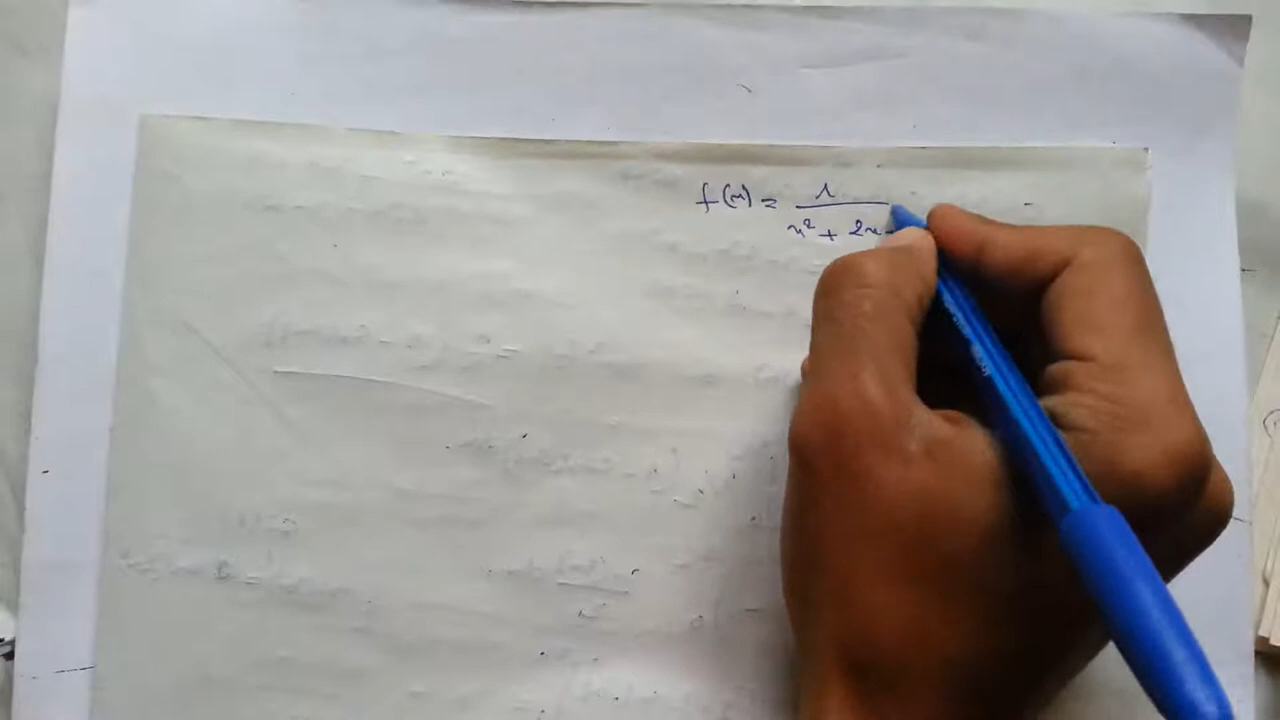 f(x) = 1
x² + 2x